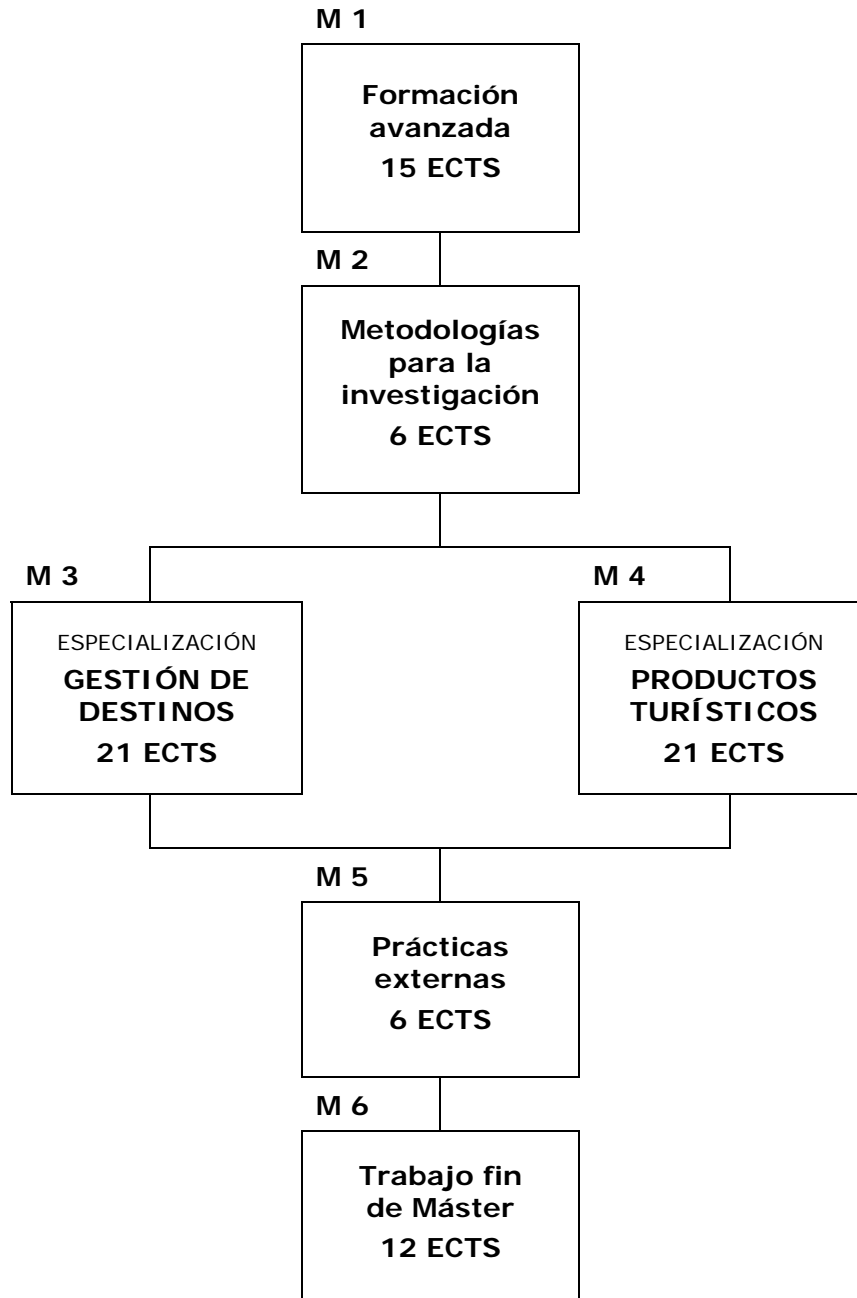 M 1
Formación
avanzada
15 ECTS
M 2
Metodologías
para la
investigación
6 ECTS
M 3
ESPECIALIZACIÓN
GESTIÓN DE
DESTINOS
21 ECTS
M 4
ESPECIALIZACIÓN
PRODUCTOS
TURÍSTICOS
21 ECTS
M 5
Prácticas
externas
6 ECTS
M 6
Trabajo fin
de Máster
12 ECTS